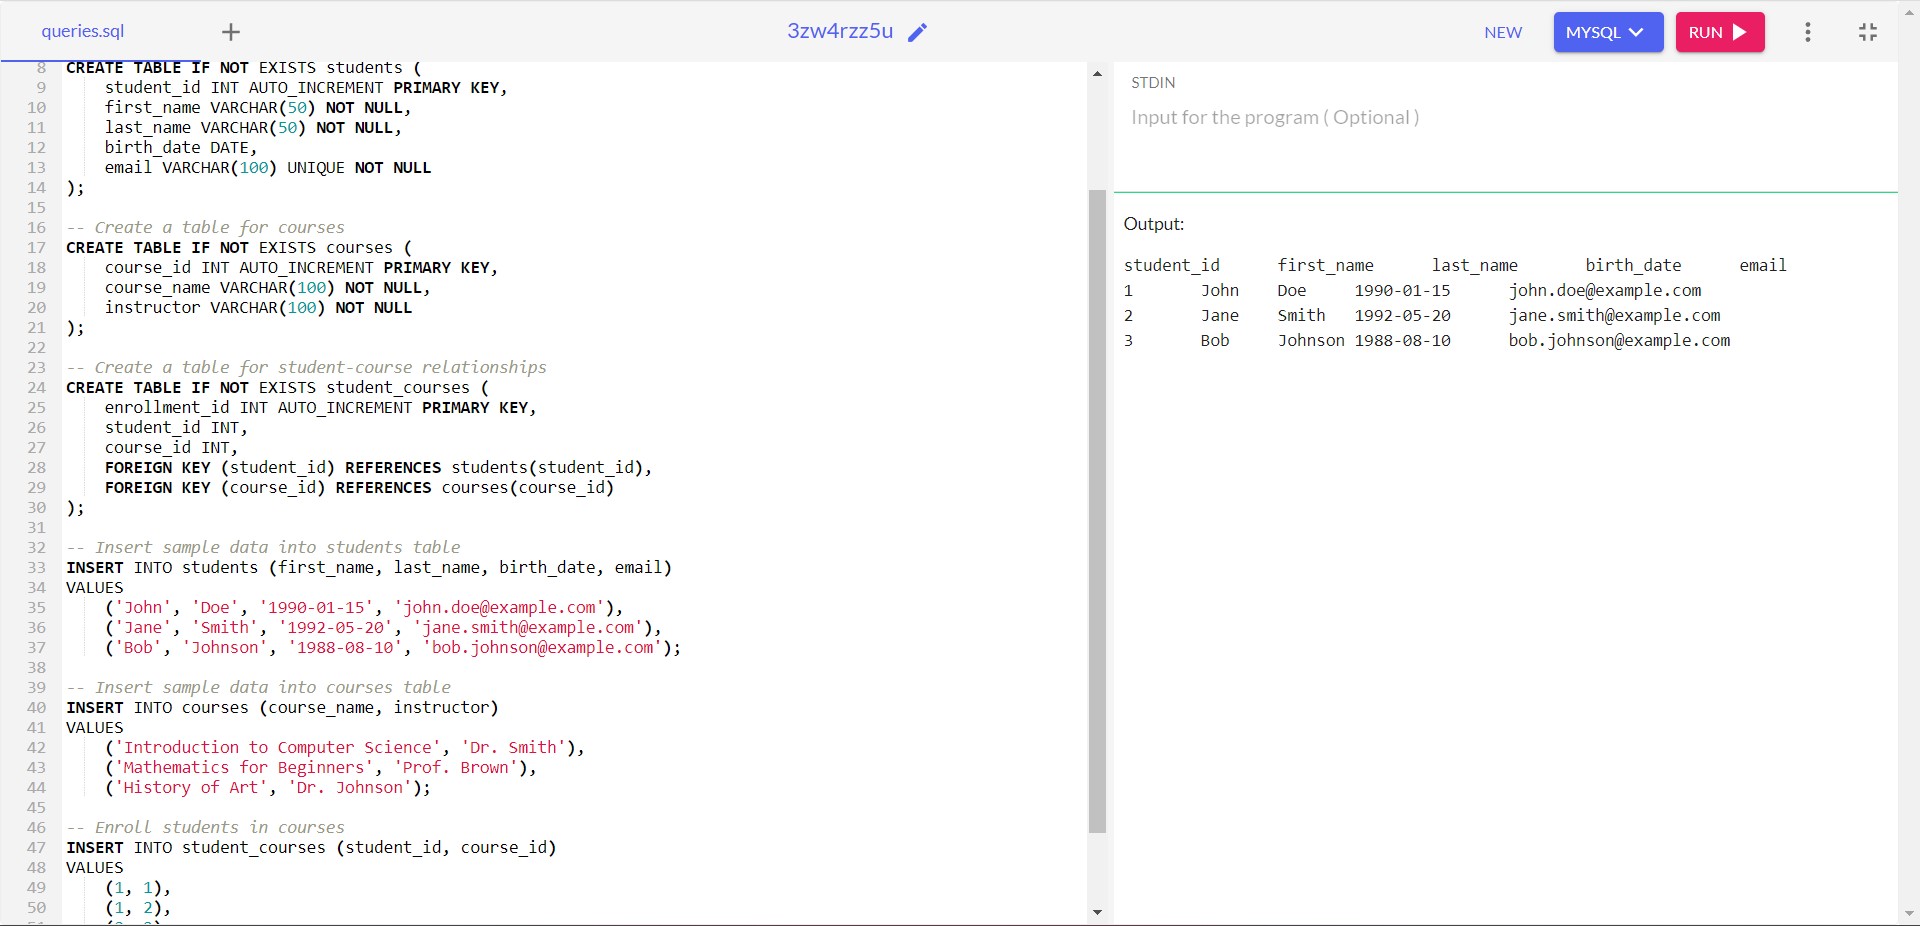 queries.sql + 3zw4rzz5u NEW MYSQL RUN
8 CREATE TABLE IF NOT EXISTS students (
9     student_id INT AUTO_INCREMENT PRIMARY KEY,
10     first_name VARCHAR(50) NOT NULL,
11     last_name VARCHAR(50) NOT NULL,
12     birth_date DATE,
13     email VARCHAR(100) UNIQUE NOT NULL
14 );
15
16 -- Create a table for courses
17 CREATE TABLE IF NOT EXISTS courses (
18     course_id INT AUTO_INCREMENT PRIMARY KEY,
19     course_name VARCHAR(100) NOT NULL,
20     instructor VARCHAR(100) NOT NULL
21 );
22
23 -- Create a table for student-course relationships
24 CREATE TABLE IF NOT EXISTS student_courses (
25     enrollment_id INT AUTO_INCREMENT PRIMARY KEY,
26     student_id INT,
27     course_id INT,
28     FOREIGN KEY (student_id) REFERENCES students(student_id),
29     FOREIGN KEY (course_id) REFERENCES courses(course_id)
30 );
31
32 -- Insert sample data into students table
33 INSERT INTO students (first_name, last_name, birth_date, email)
34 VALUES
35     ('John', 'Doe', '1990-01-15', 'john.doe@example.com'),
36     ('Jane', 'Smith', '1992-05-20', 'jane.smith@example.com'),
37     ('Bob', 'Johnson', '1988-08-10', 'bob.johnson@example.com');
38
39 -- Insert sample data into courses table
40 INSERT INTO courses (course_name, instructor)
41 VALUES
42     ('Introduction to Computer Science', 'Dr. Smith'),
43     ('Mathematics for Beginners', 'Prof. Brown'),
44     ('History of Art', 'Dr. Johnson');
45
46 -- Enroll students in courses
47 INSERT INTO student_courses (student_id, course_id)
48 VALUES
49     (1, 1),
50     (1, 2),
STDIN
Input for the program ( Optional )
Output:
student_id first_name last_name birth_date email
1 John Doe 1990-01-15 john.doe@example.com
2 Jane Smith 1992-05-20 jane.smith@example.com
3 Bob Johnson 1988-08-10 bob.johnson@example.com